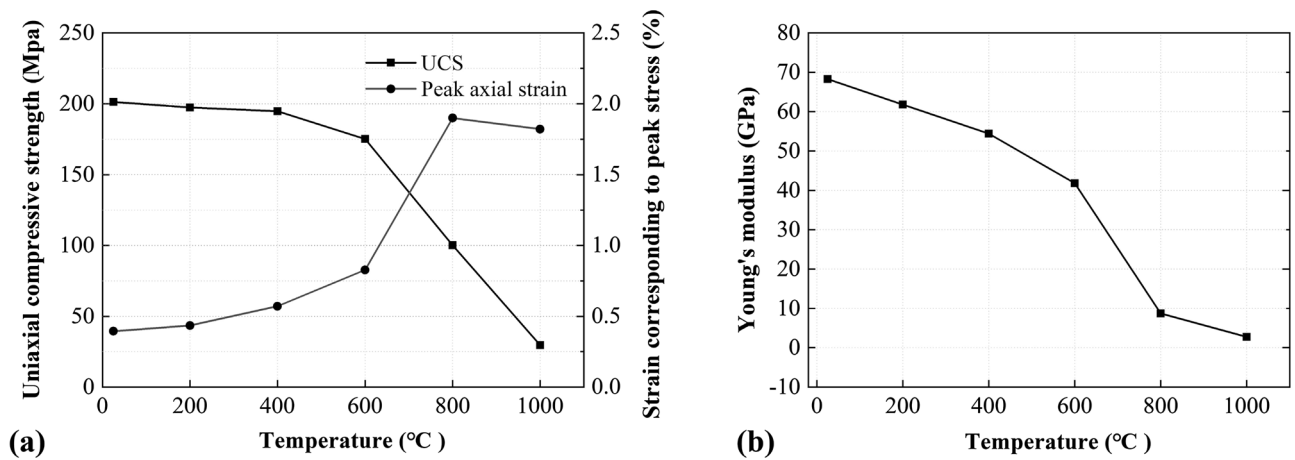 Uniaxial compressive strength (Mpa)
250
200
150
100
50
0
UCS
Peak axial strain
2.5
2.0
1.5
1.0
0.5
0.0
Strain corresponding to peak stress (%)
0 200 400 600 800 1000
Temperature (℃ )
(a)
Young's modulus (GPa)
80
70
60
50
40
30
20
10
0
-10
0 200 400 600 800 1000
Temperature (℃ )
(b)